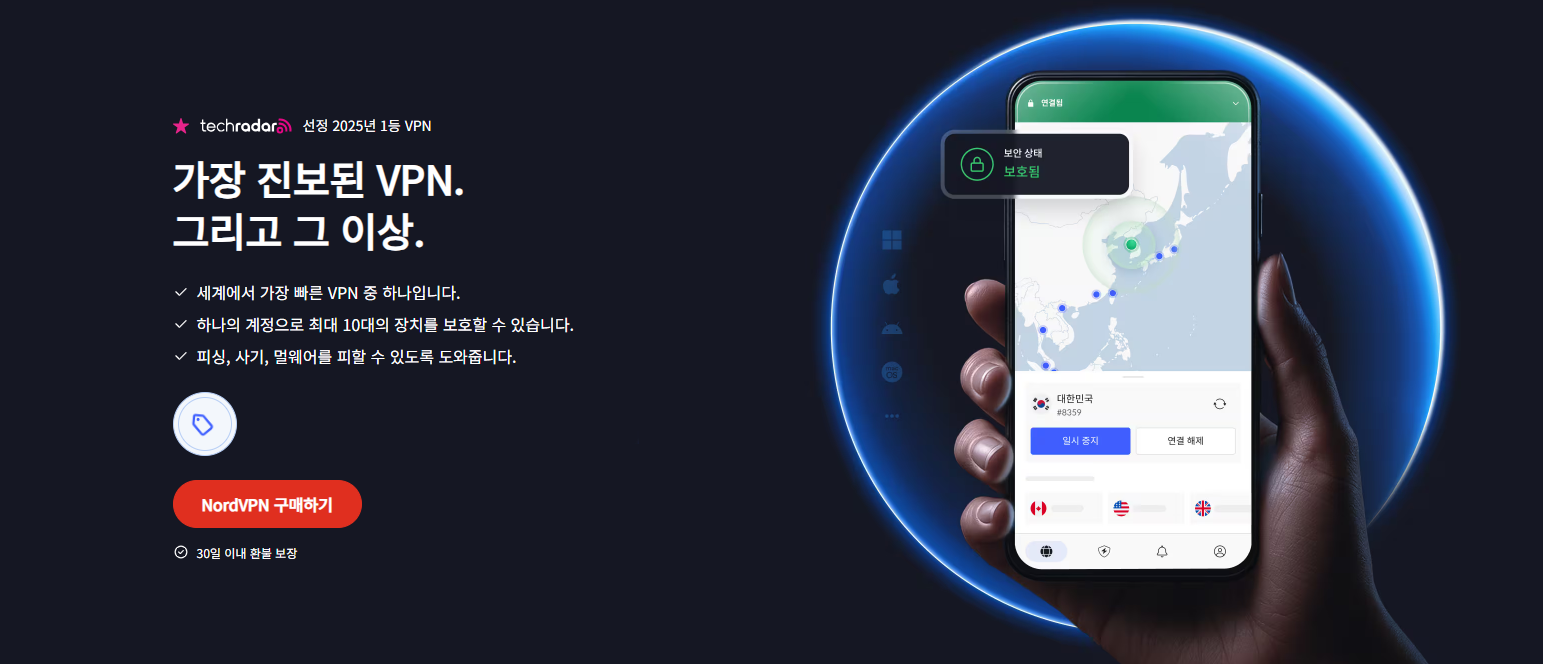 techradar 선정 2025년 1등 VPN
가장 진보된 VPN.
그리고 그 이상.
세계에서 가장 빠른 VPN 중 하나입니다.
하나의 계정으로 최대 10대의 장치를 보호할 수 있습니다.
피싱, 사기, 멀웨어를 피할 수 있도록 도와줍니다.
NordVPN 구매하기
30일 이내 환불 보장
연결됨
보안 상태
보호됨
macOS
대한민국
#8359
일시 중지
연결 해제